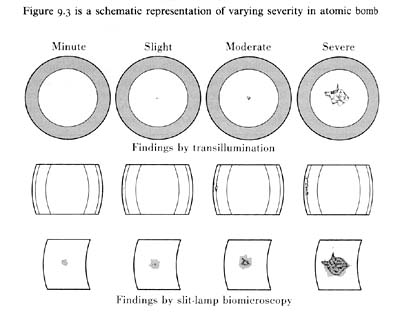 Figure 9.3 is a schematic representation of varying severity in atomic bomb
Minute Slight Moderate Severe
Findings by transillumination
Findings by slit-lamp biomicroscopy